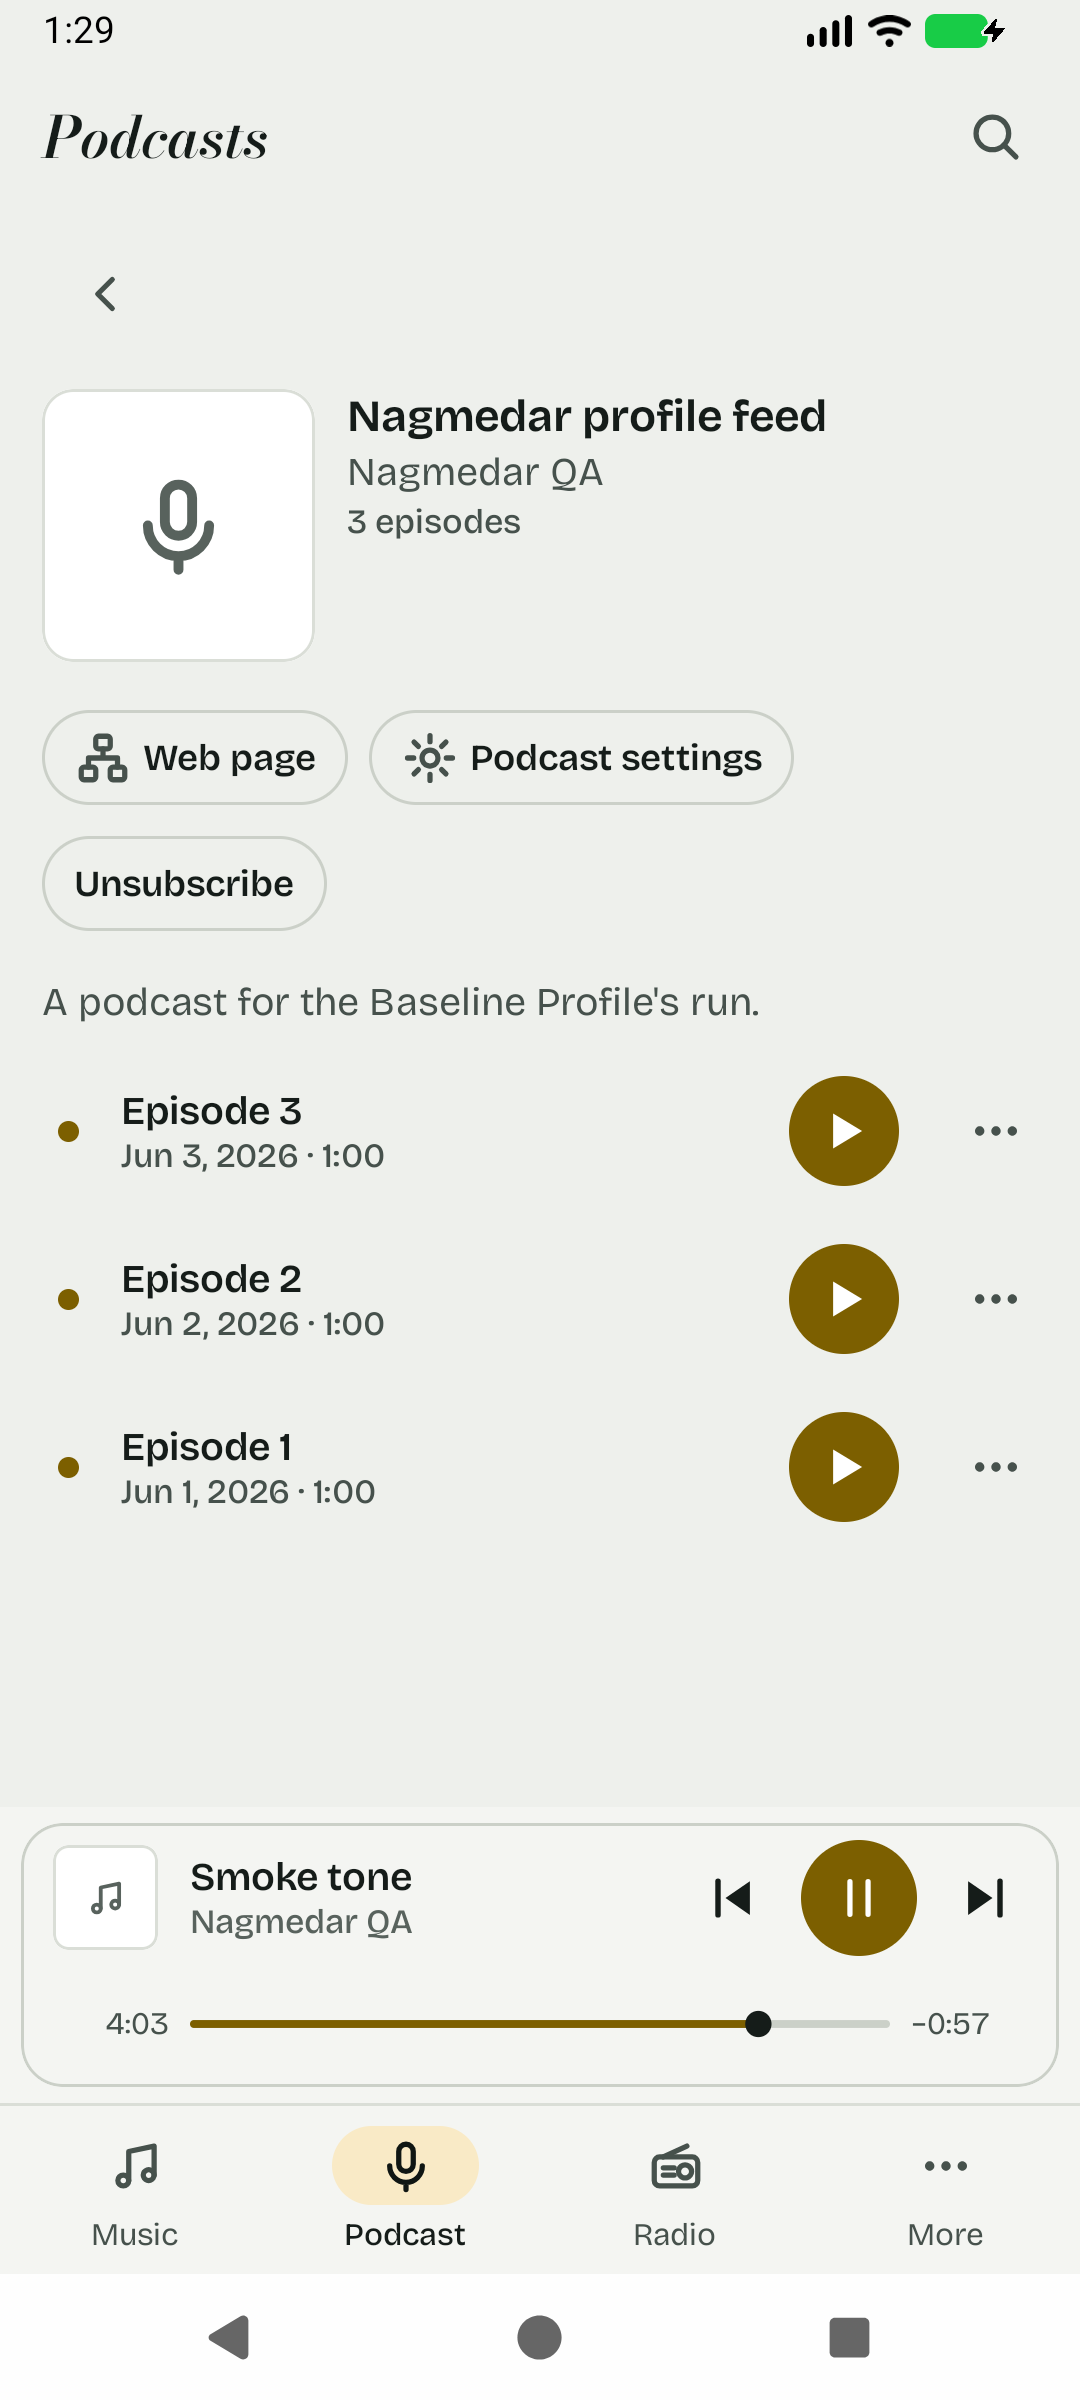 1:29
Podcasts
Nagmedar profile feed
Nagmedar QA
3 episodes
Web page
Podcast settings
Unsubscribe
A podcast for the Baseline Profile's run.
Episode 3
Jun 3, 2026 · 1:00
Episode 2
Jun 2, 2026 · 1:00
Episode 1
Jun 1, 2026 · 1:00
Smoke tone
Nagmedar QA
4:03
−0:57
Music
Podcast
Radio
More